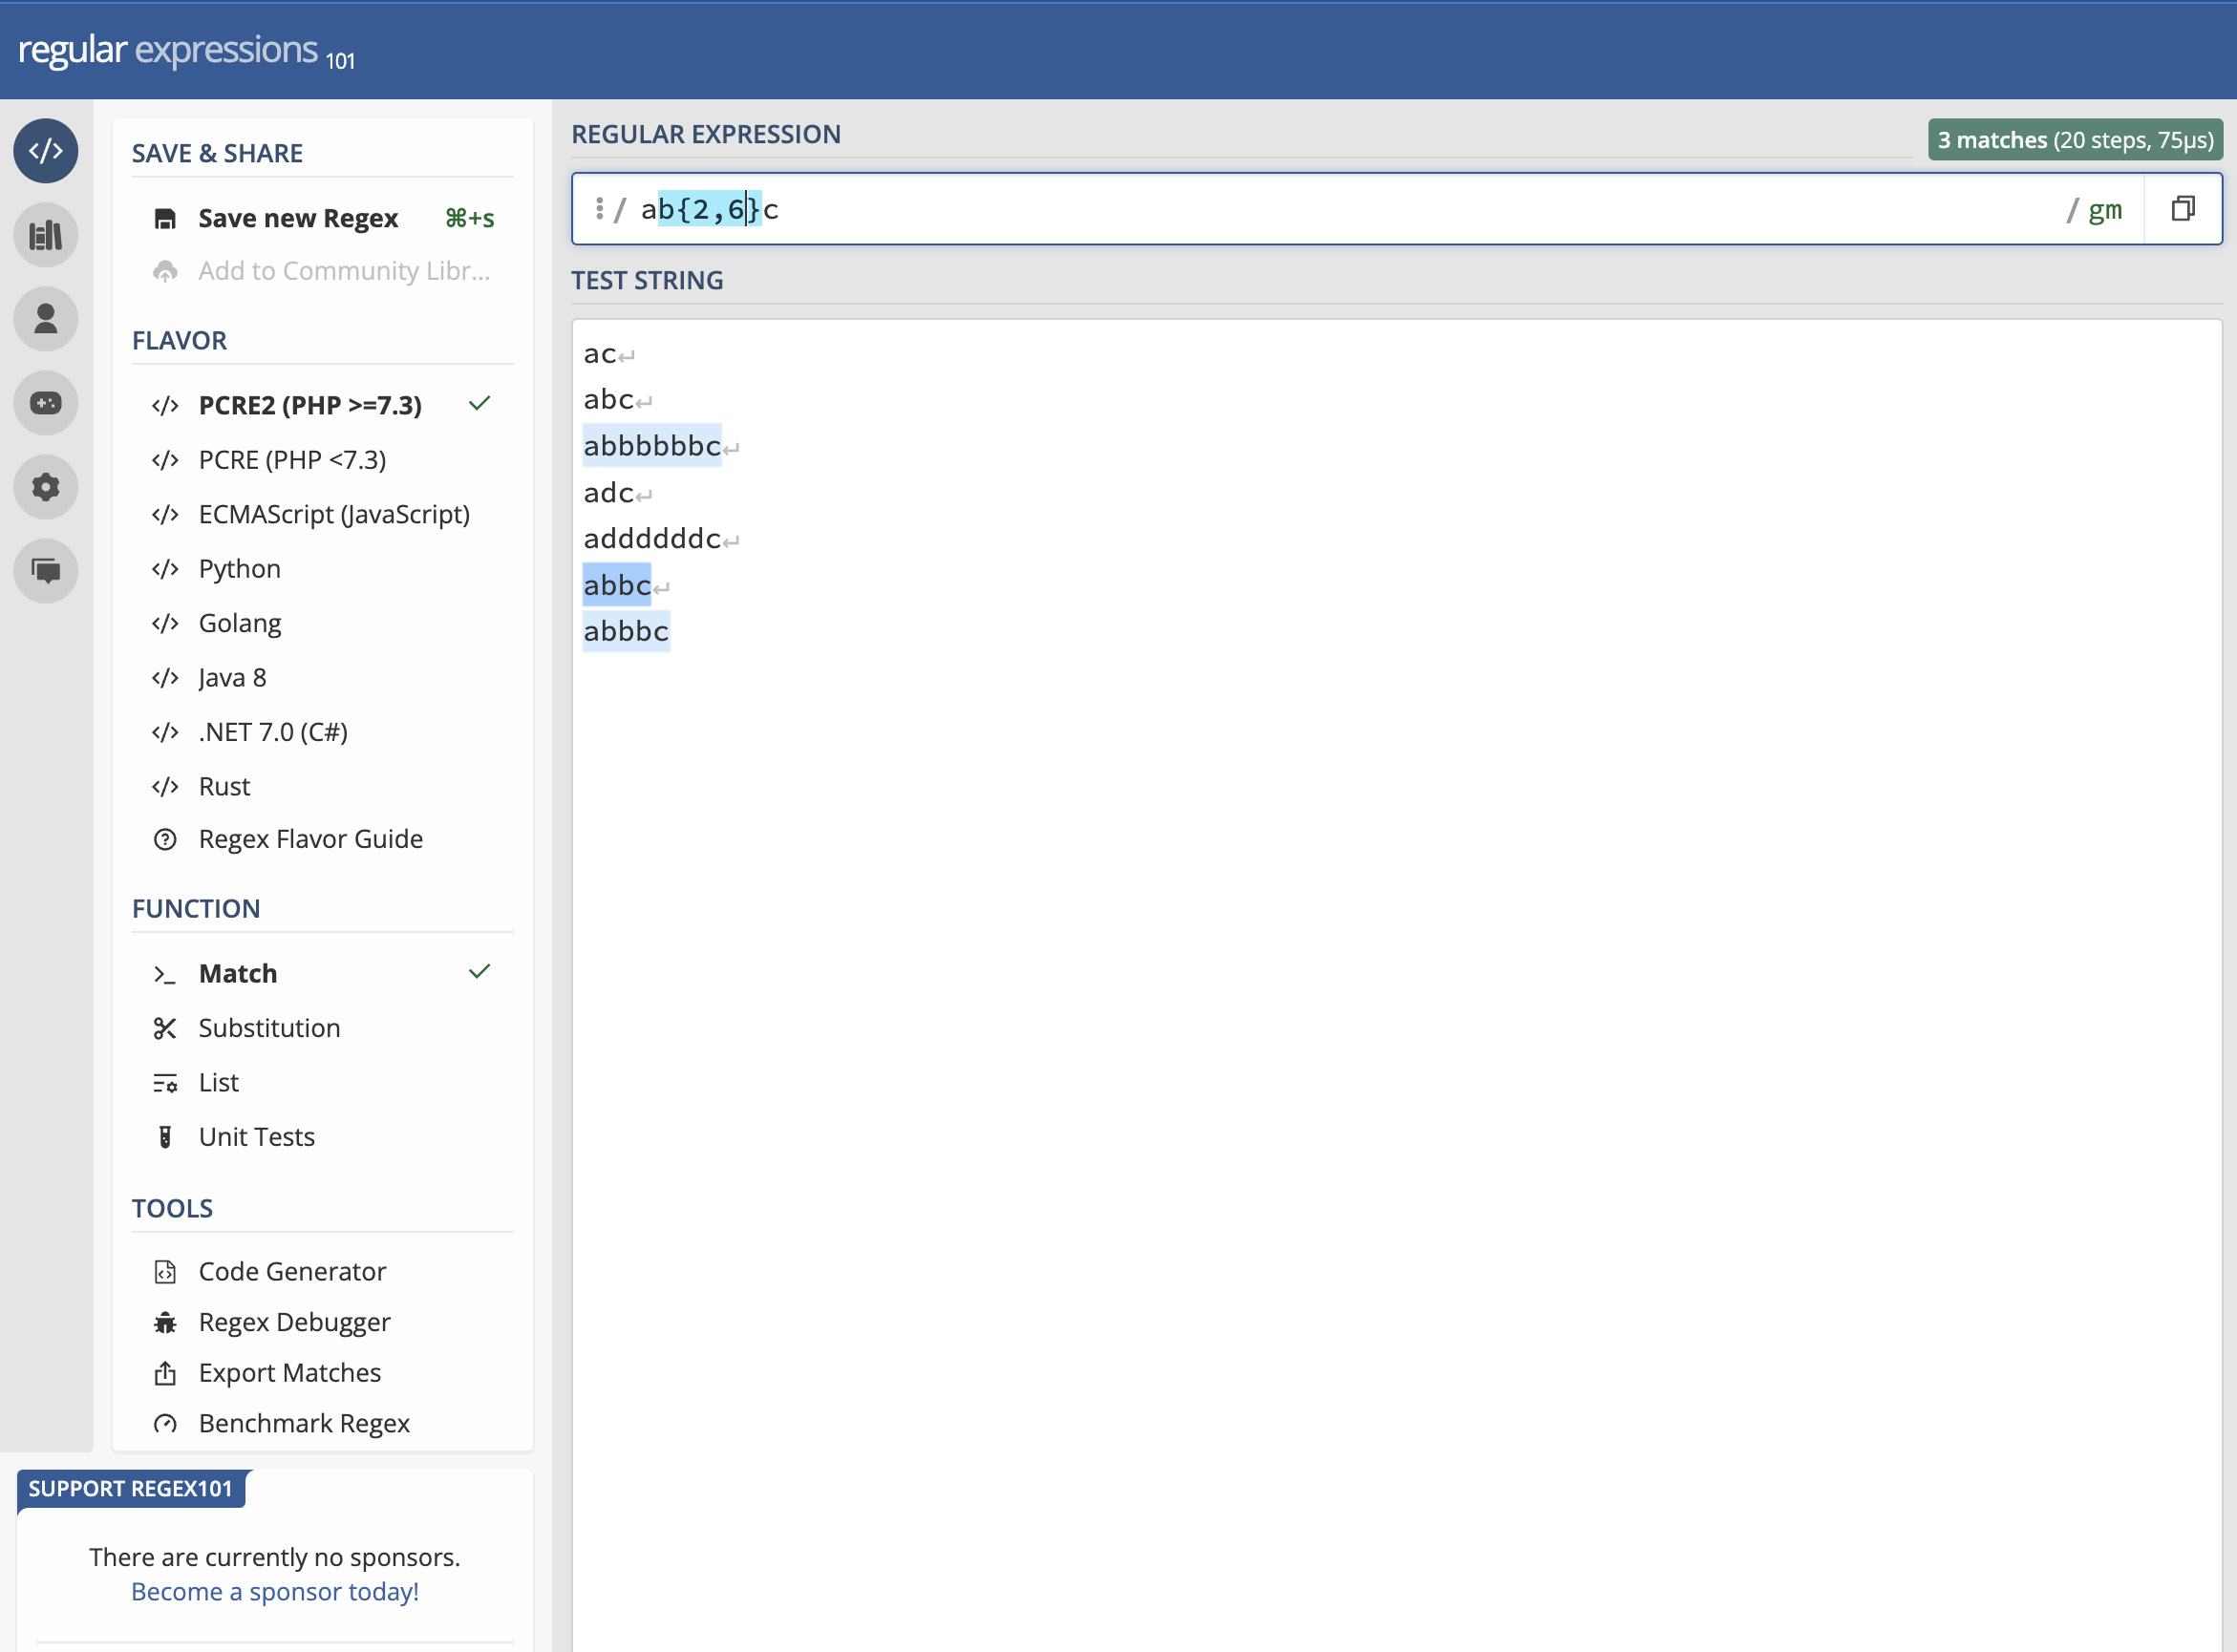 regular expressions 101
SAVE & SHARE
Save new Regex ⌘+s
Add to Community Libr...
FLAVOR
</> PCRE2 (PHP >=7.3)
</> PCRE (PHP <7.3)
</> ECMAScript (JavaScript)
</> Python
</> Golang
</> Java 8
</> .NET 7.0 (C#)
</> Rust
Regex Flavor Guide
FUNCTION
Match
Substitution
List
Unit Tests
TOOLS
Code Generator
Regex Debugger
Export Matches
Benchmark Regex
SUPPORT REGEX101
There are currently no sponsors.
Become a sponsor today!
REGULAR EXPRESSION
3 matches (20 steps, 75μs)
/ ab{2,6}c / gm
TEST STRING
ac↵
abc↵
abbbbbbc↵
adc↵
addddddc↵
abbc↵
abbbc